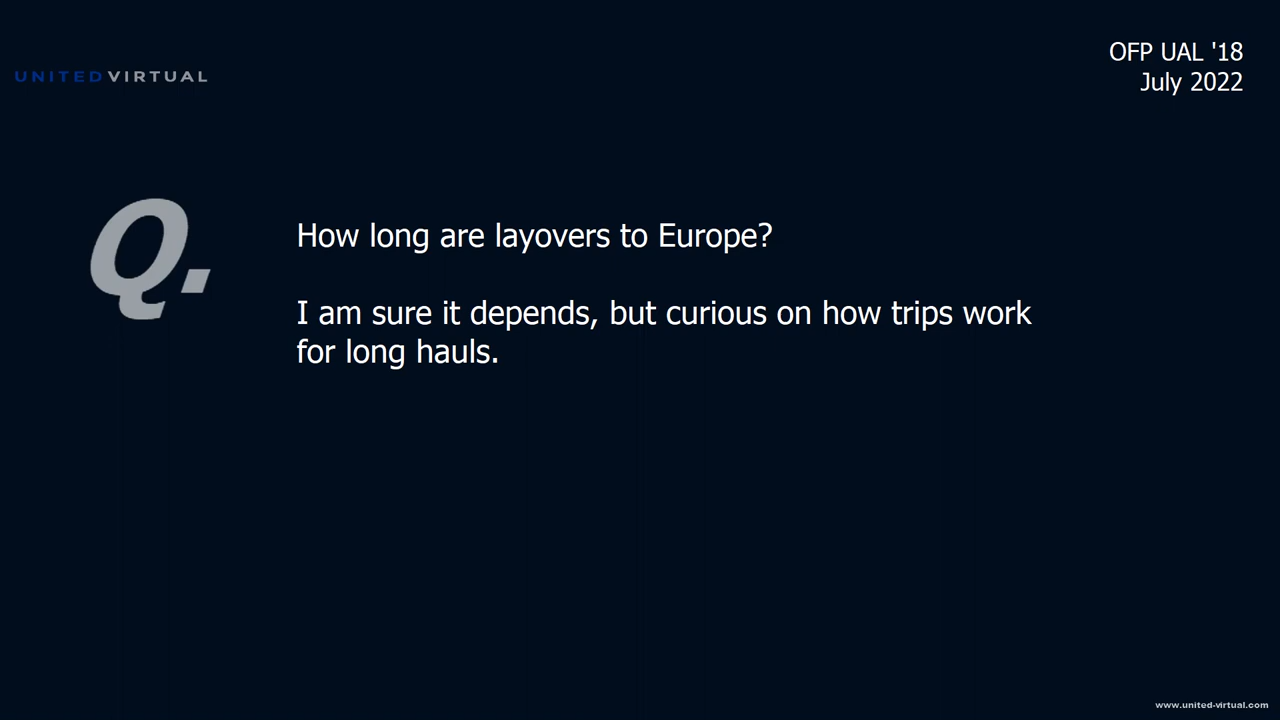 OFP UAL '18
July 2022
UNITEDVIRTUAL
Q.
How long are layovers to Europe?
I am sure it depends, but curious on how trips work
for long hauls.
www.united-virtual.com